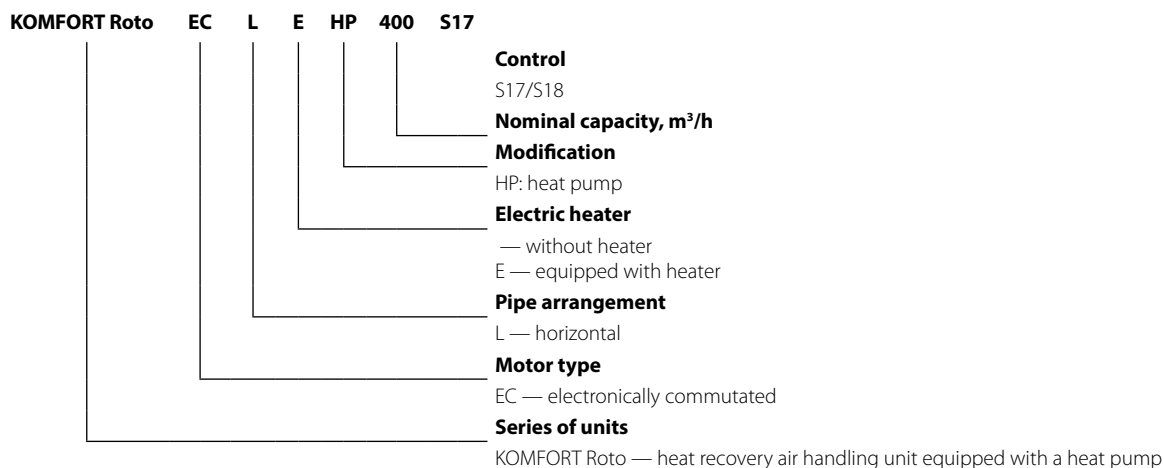 KOMFORT Roto EC L E HP 400 S17
Control
S17/S18
Nominal capacity, m³/h
Modification
HP: heat pump
Electric heater
— without heater
E — equipped with heater
Pipe arrangement
L — horizontal
Motor type
EC — electronically commutated
Series of units
KOMFORT Roto — heat recovery air handling unit equipped with a heat pump